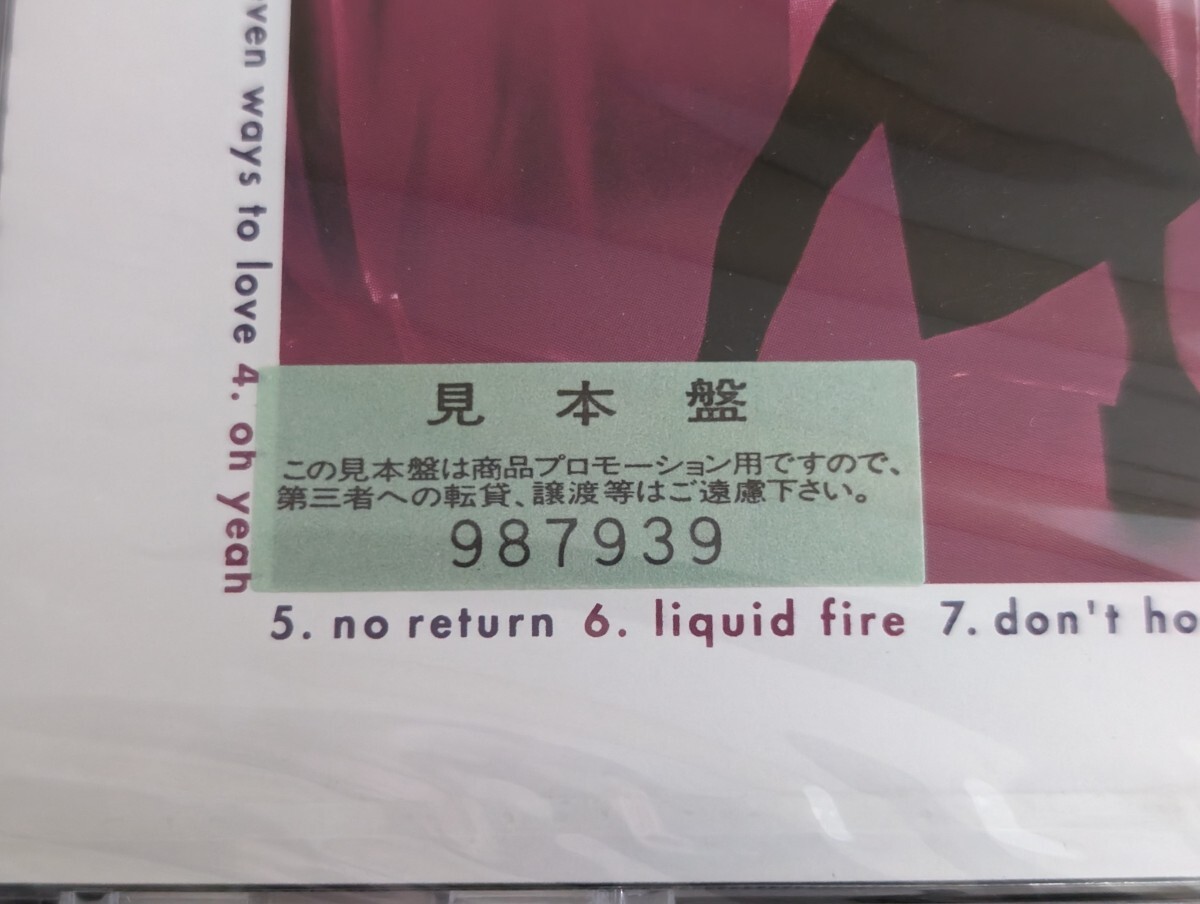 ven ways to love 4. oh yeah
見本盤
この見本盤は商品プロモーション用ですので、
第三者への転貸、譲渡等はご遠慮下さい。
987939
5. no return 6. liquid fire 7. don't ho